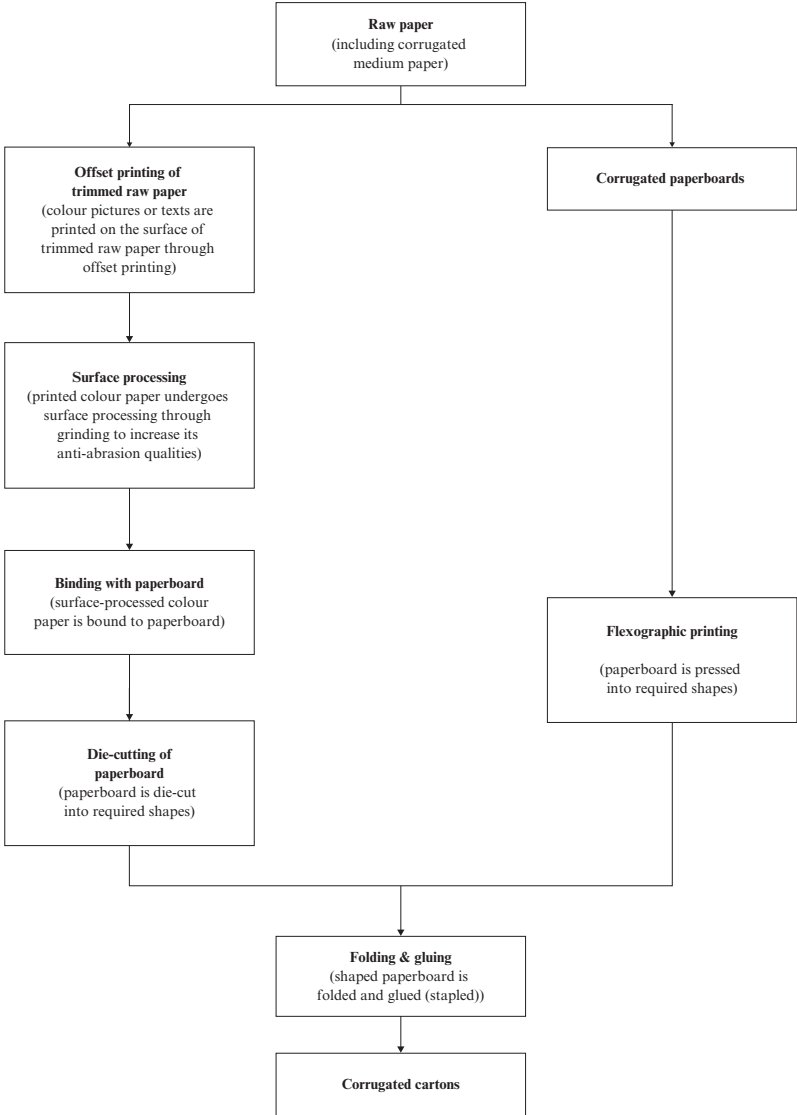 Raw paper
(including corrugated
medium paper)
Offset printing of
trimmed raw paper
(colour pictures or texts are
printed on the surface of
trimmed raw paper through
offset printing)
Corrugated paperboards
Surface processing
(printed colour paper undergoes
surface processing through
grinding to increase its
anti-abrasion qualities)
Binding with paperboard
(surface-processed colour
paper is bound to paperboard)
Flexographic printing
(paperboard is pressed
into required shapes)
Die-cutting of
paperboard
(paperboard is die-cut
into required shapes)
Folding & gluing
(shaped paperboard is
folded and glued (stapled))
Corrugated cartons